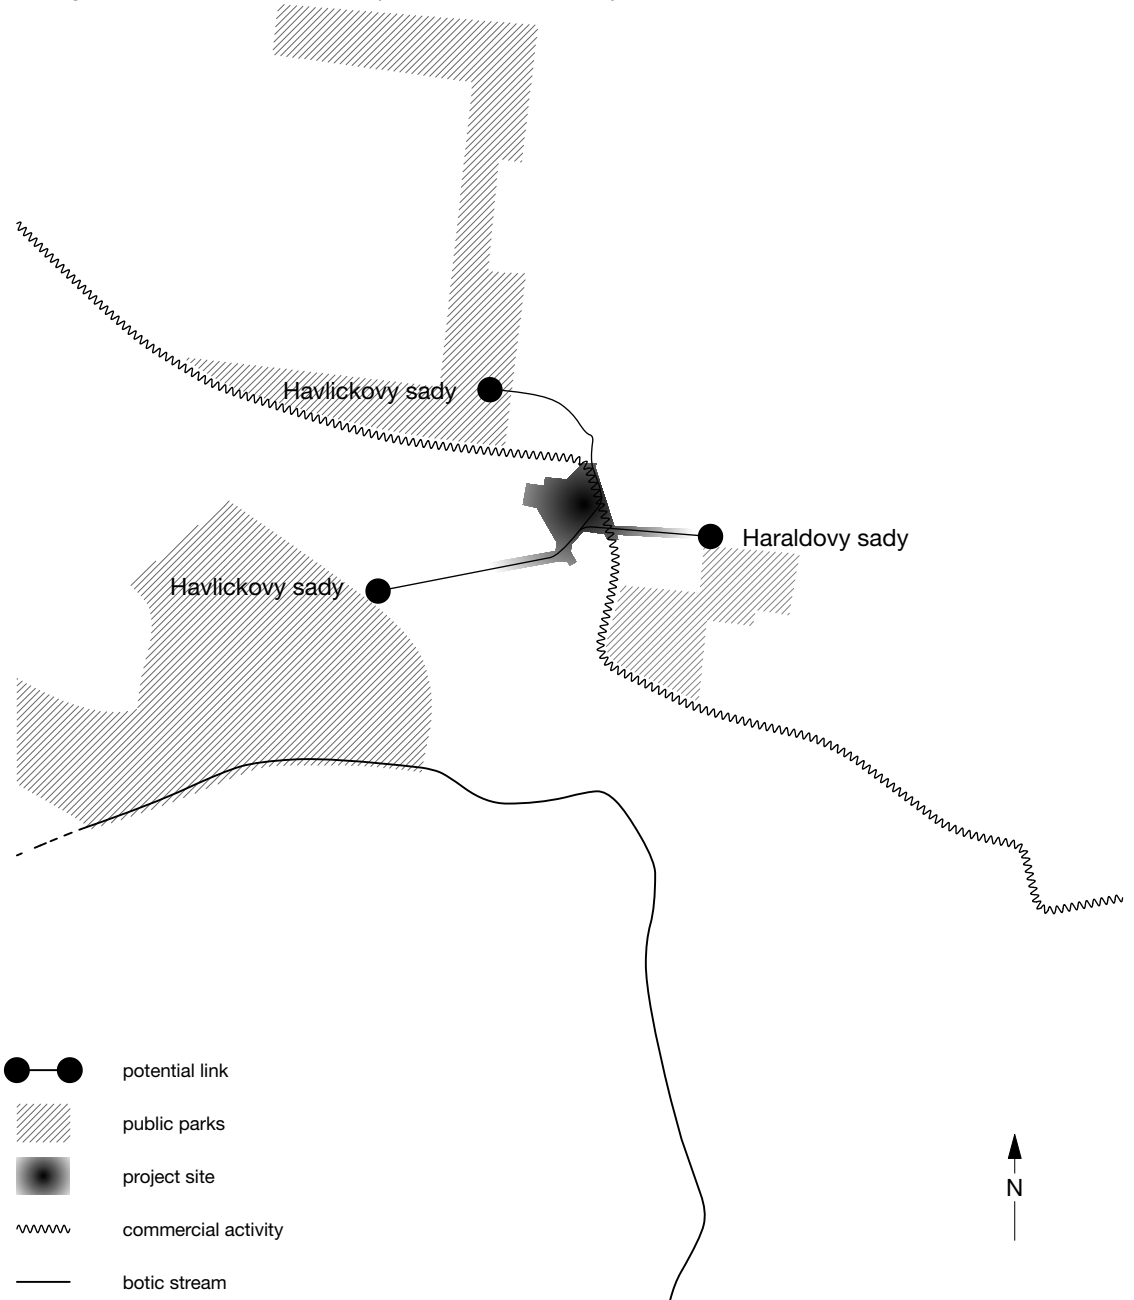 Havlickovy sady
Haraldovy sady
Havlickovy sady
potential link
public parks
project site
N
commercial activity
botic stream